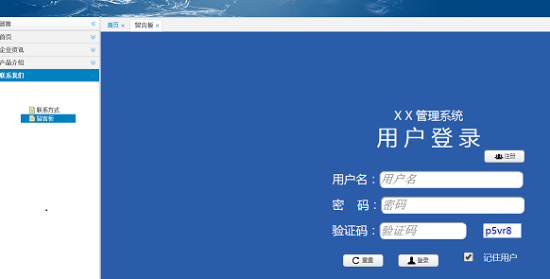 首页 留言板
首页
企业资讯
产品介绍
联系我们
联系方式
留言板
X X 管理系统
用户登录
注册
用户名： 用户名
密 码： 密码
验证码： 验证码 p5vr8
重置 登录 记住用户